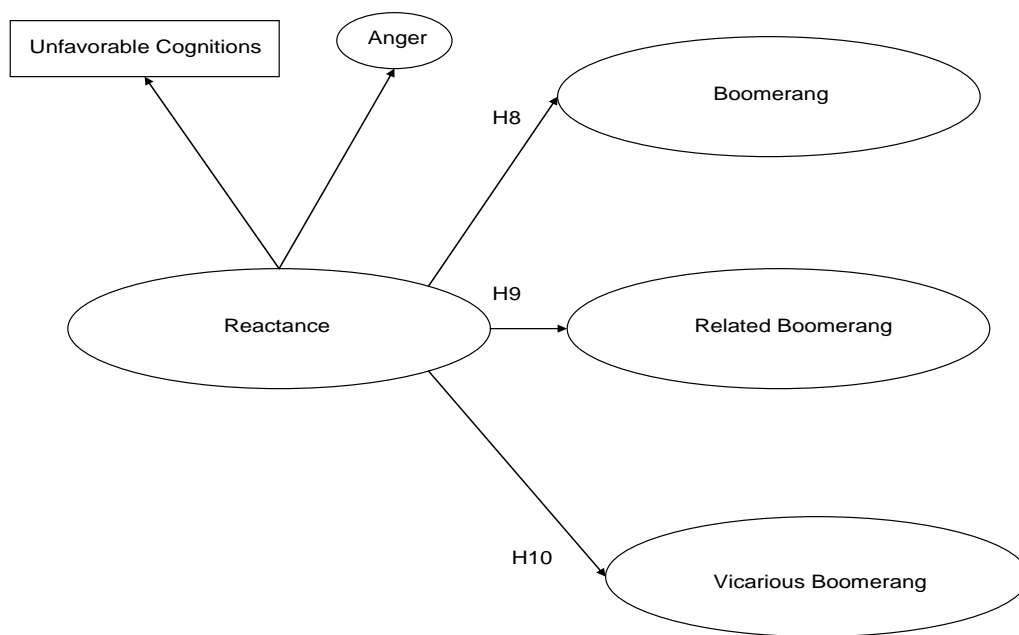 Unfavorable Cognitions
Anger
Boomerang
H8
H9
Reactance
Related Boomerang
H10
Vicarious Boomerang